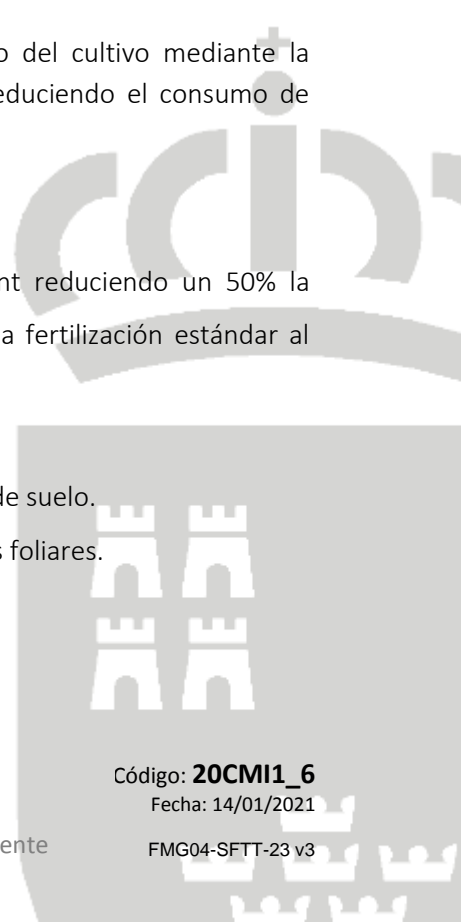 o del cultivo mediante la
educiendo el consumo de
nt reduciendo un 50% la
a fertilización estándar al
de suelo.
s foliares.
Código: 20CMI1_6
Fecha: 14/01/2021
ente
FMG04-SFTT-23 v3